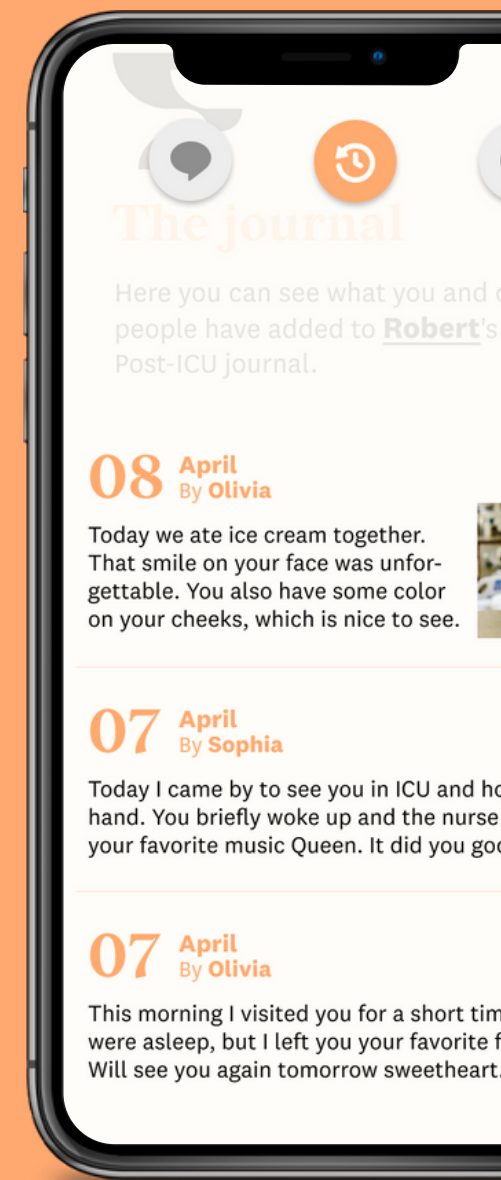 The journal
Here you can see what you and
people have added to Robert's
Post-ICU journal.
08 April
By Olivia
Today we ate ice cream together.
That smile on your face was unfor-
gettable. You also have some color
on your cheeks, which is nice to see.
07 April
By Sophia
Today I came by to see you in ICU and
hand. You briefly woke up and the nurse
your favorite music Queen. It did you
07 April
By Olivia
This morning I visited you for a short
were asleep, but I left you your favorite
Will see you again tomorrow sweetheart.